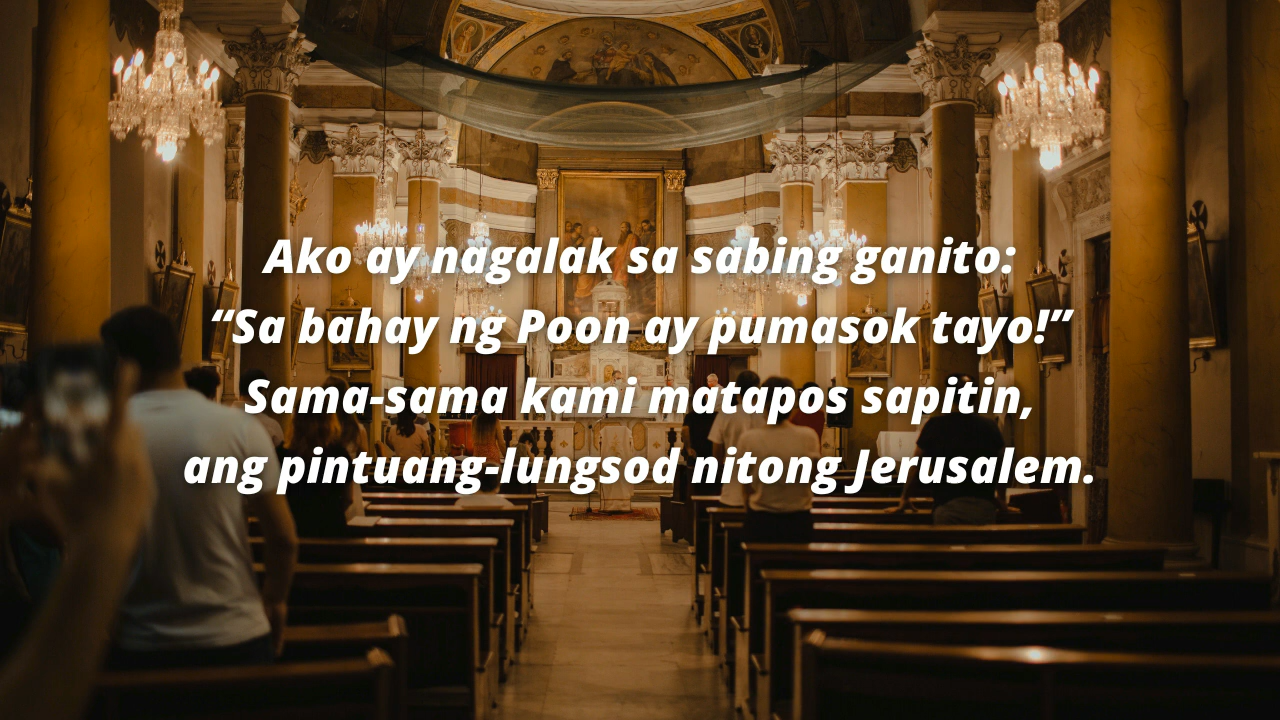 Ako ay nagalak sa sabing ganito:
“Sa bahay ng Poon ay pumasok tayo!”
Sama-sama kami matapos sapitin,
ang pintuang-lungsod nitong Jerusalem.